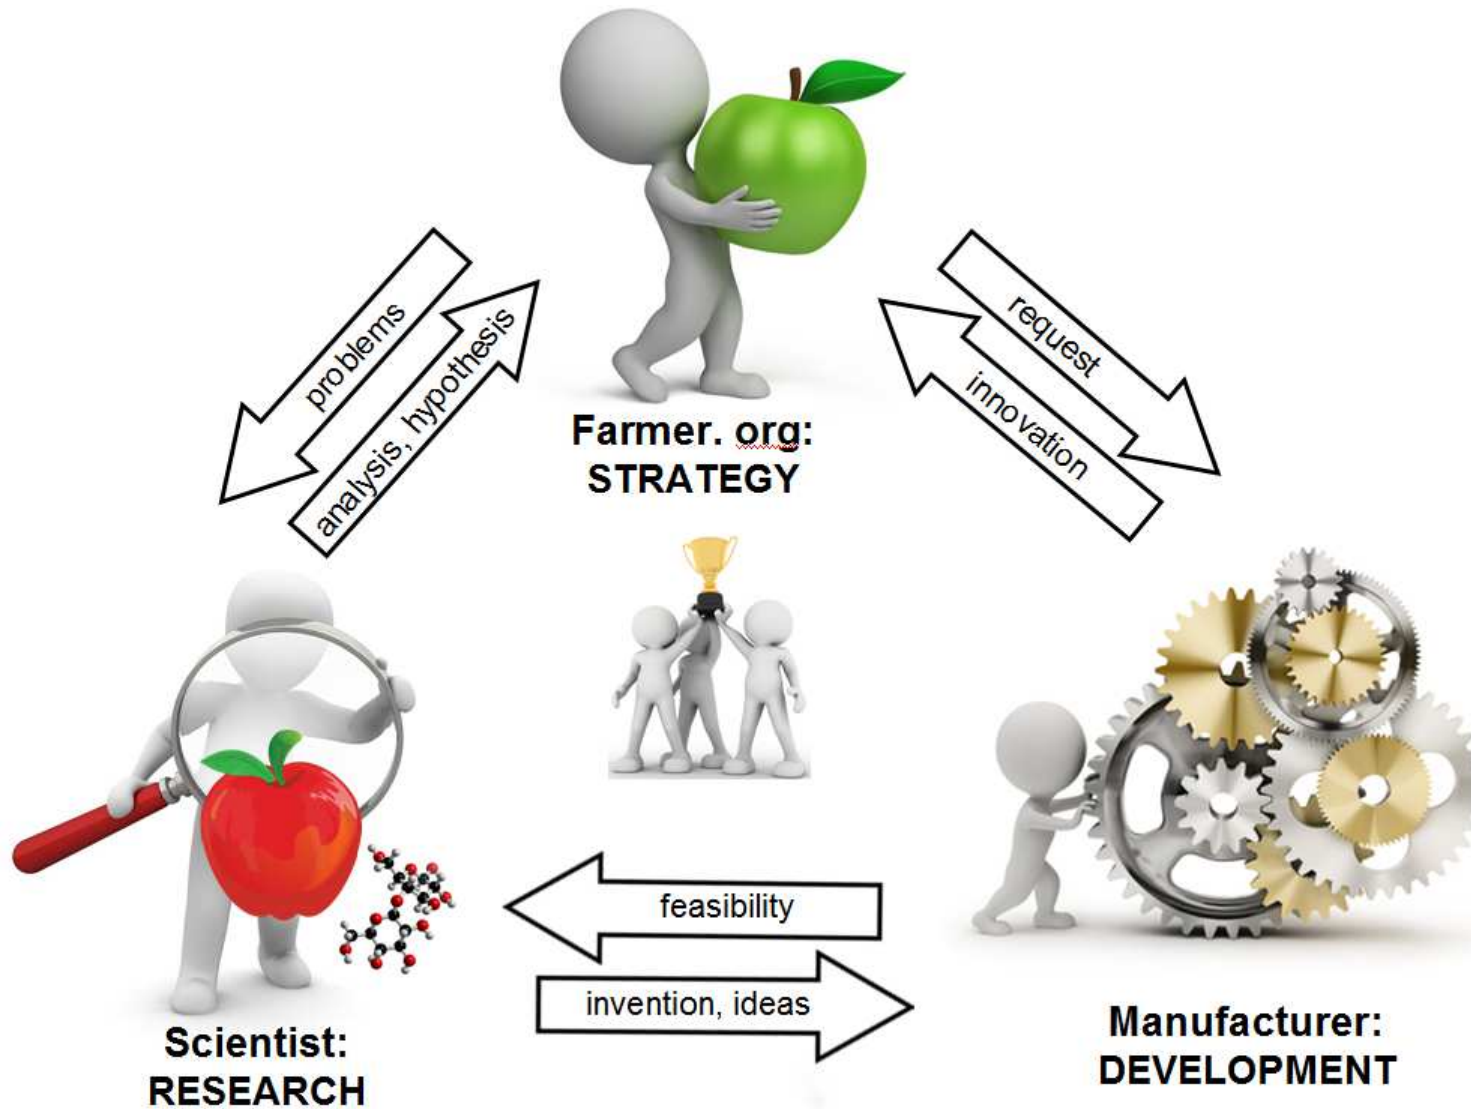 problems
analysis, hypothesis
request
innovation
Farmer. org:
STRATEGY
feasibility
invention, ideas
Scientist:
RESEARCH
Manufacturer:
DEVELOPMENT